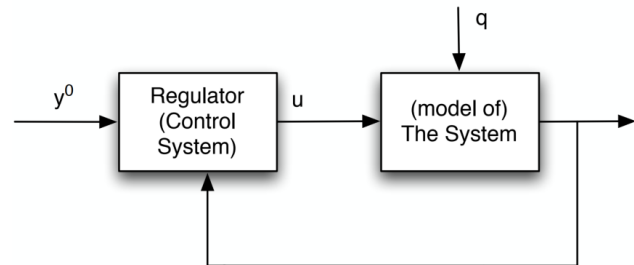 q
y⁰
Regulator
(Control
System)
u
(model of)
The System